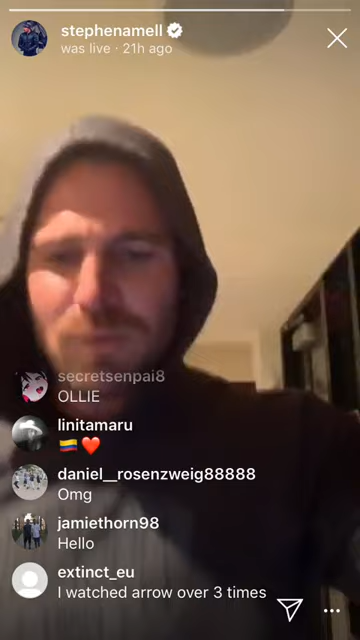 stephenamell
was live · 21h ago
secretsenpai8
OLLIE
linitamaru
🇨🇴❤️
daniel__rosenzweig88888
Omg
jamiethorn98
Hello
extinct_eu
I watched arrow over 3 times